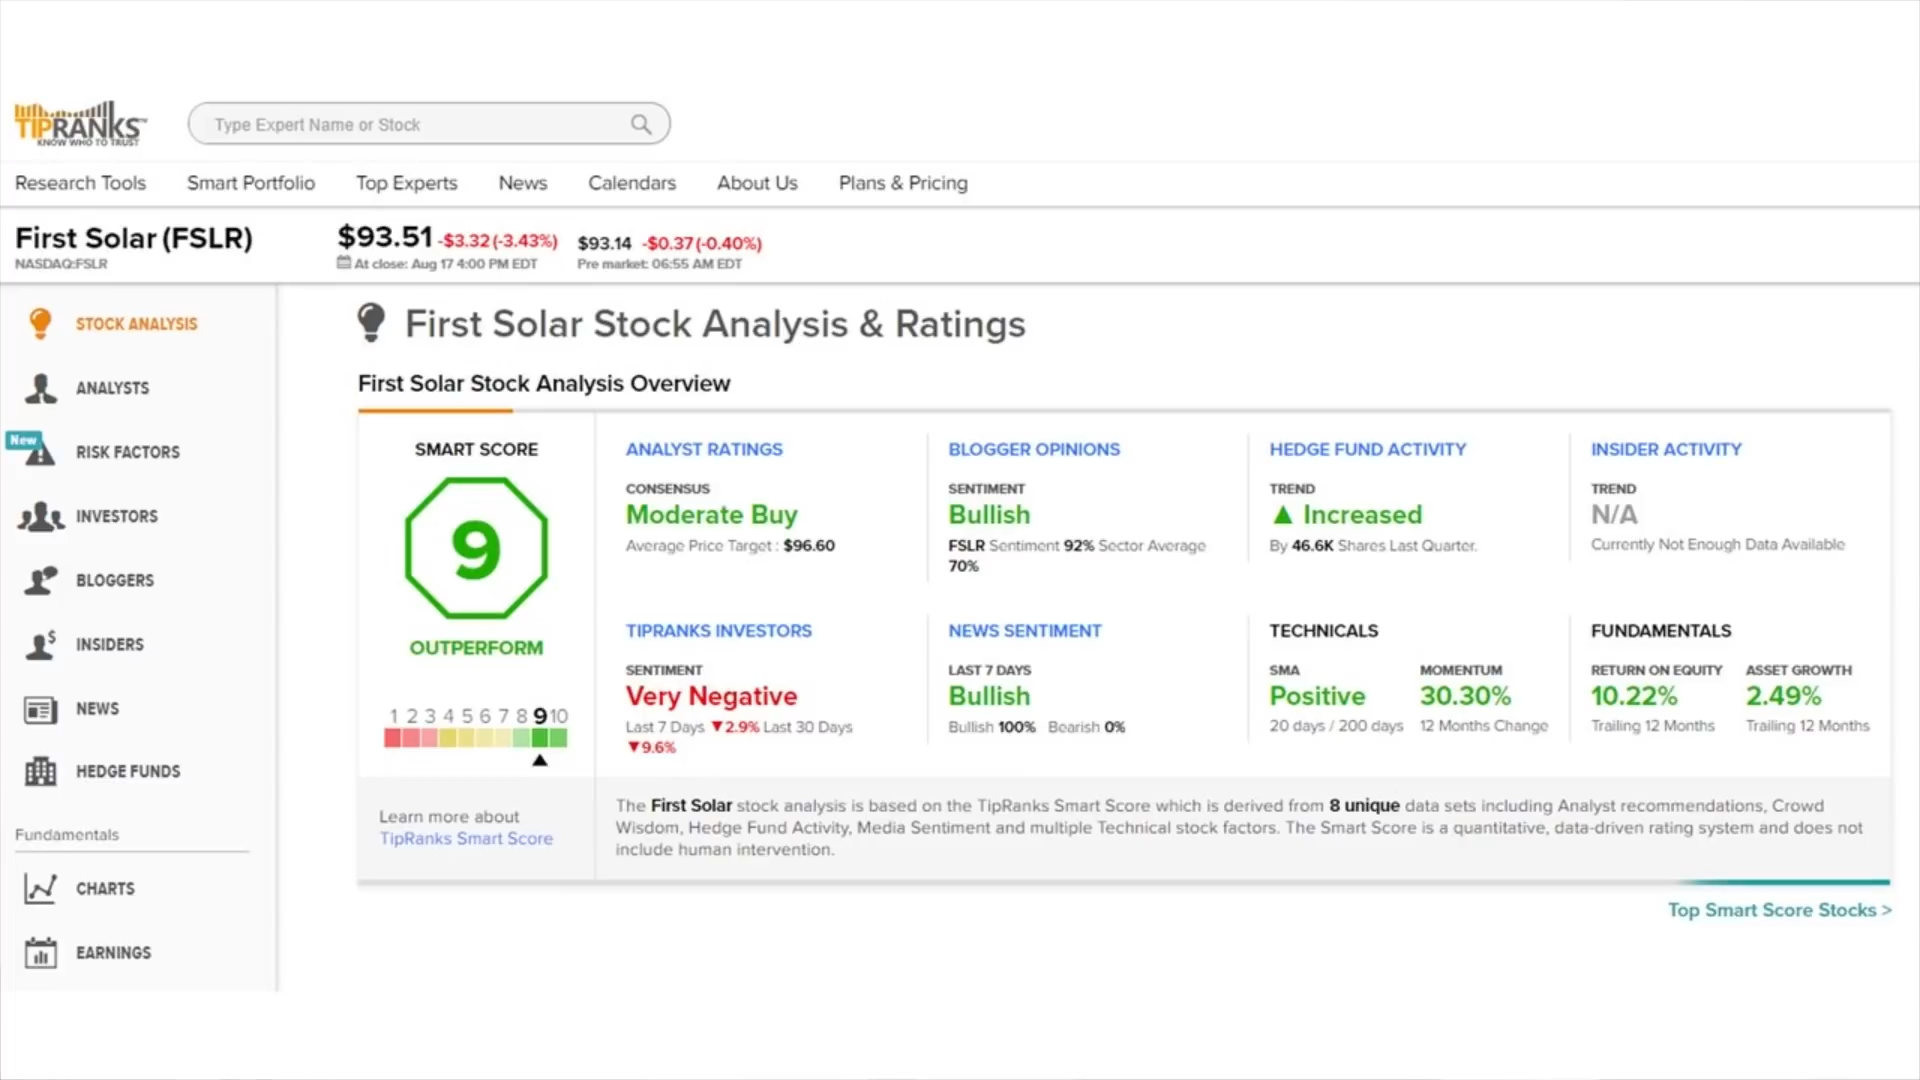 TIPRANKS™
KNOW WHO TO TRUST
Type Expert Name or Stock
Research Tools Smart Portfolio Top Experts News Calendars About Us Plans & Pricing
First Solar (FSLR)
NASDAQ:FSLR
$93.51 -$3.32 (-3.43%)
At close: Aug 17 4:00 PM EDT
$93.14 -$0.37 (-0.40%)
Pre market: 06:55 AM EDT
STOCK ANALYSIS
ANALYSTS
New
RISK FACTORS
INVESTORS
BLOGGERS
INSIDERS
NEWS
HEDGE FUNDS
Fundamentals
CHARTS
EARNINGS
First Solar Stock Analysis & Ratings
First Solar Stock Analysis Overview
SMART SCORE
9
OUTPERFORM
1 2 3 4 5 6 7 8 9 10
Learn more about
TipRanks Smart Score
ANALYST RATINGS
CONSENSUS
Moderate Buy
Average Price Target : $96.60
BLOGGER OPINIONS
SENTIMENT
Bullish
FSLR Sentiment 92% Sector Average
70%
HEDGE FUND ACTIVITY
TREND
▲ Increased
By 46.6K Shares Last Quarter.
INSIDER ACTIVITY
TREND
N/A
Currently Not Enough Data Available
TIPRANKS INVESTORS
SENTIMENT
Very Negative
Last 7 Days ▼2.9% Last 30 Days
▼9.6%
NEWS SENTIMENT
LAST 7 DAYS
Bullish
Bullish 100% Bearish 0%
TECHNICALS
SMA
Positive
20 days / 200 days
MOMENTUM
30.30%
12 Months Change
FUNDAMENTALS
RETURN ON EQUITY
10.22%
Trailing 12 Months
ASSET GROWTH
2.49%
Trailing 12 Months
The First Solar stock analysis is based on the TipRanks Smart Score which is derived from 8 unique data sets including Analyst recommendations, Crowd
Wisdom, Hedge Fund Activity, Media Sentiment and multiple Technical stock factors. The Smart Score is a quantitative, data-driven rating system and does not
include human intervention.
Top Smart Score Stocks >